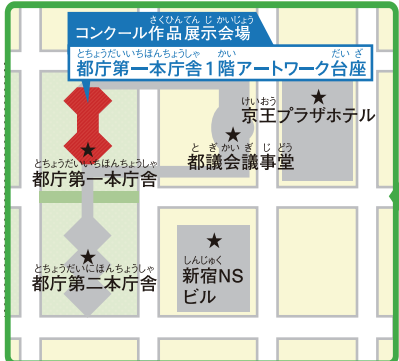 さくひんてんじかいじょう
コンクール作品展示会場
とちょうだいいちほんちょうしゃ かい だいざ
都庁第一本庁舎1階アートワーク台座
けいおう
京王プラザホテル
とぎかいぎじどう
都議会議事堂
とちょうだいいちほんちょうしゃ
都庁第一本庁舎
とちょうだいにほんちょうしゃ
都庁第二本庁舎
しんじゅく
新宿NS
ビル